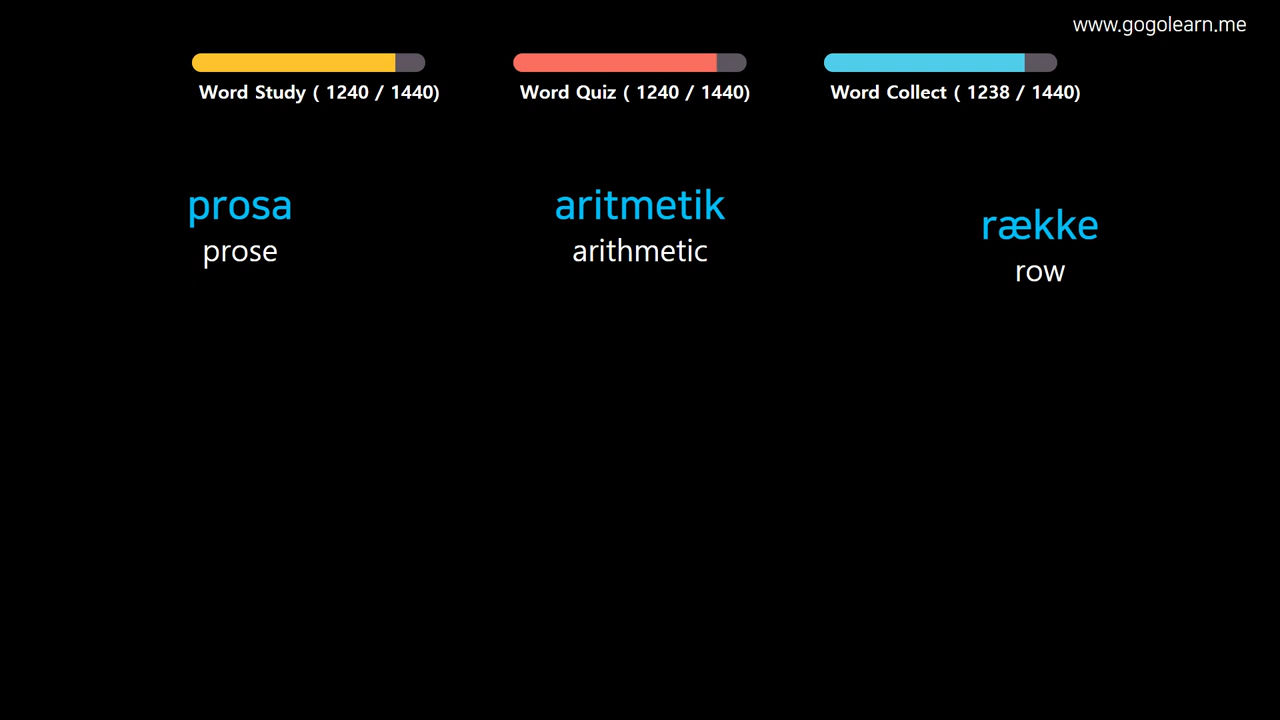 www.gogolearn.me
Word Study ( 1240 / 1440)
Word Quiz ( 1240 / 1440)
Word Collect ( 1238 / 1440)
prosa
prose
aritmetik
arithmetic
række
row